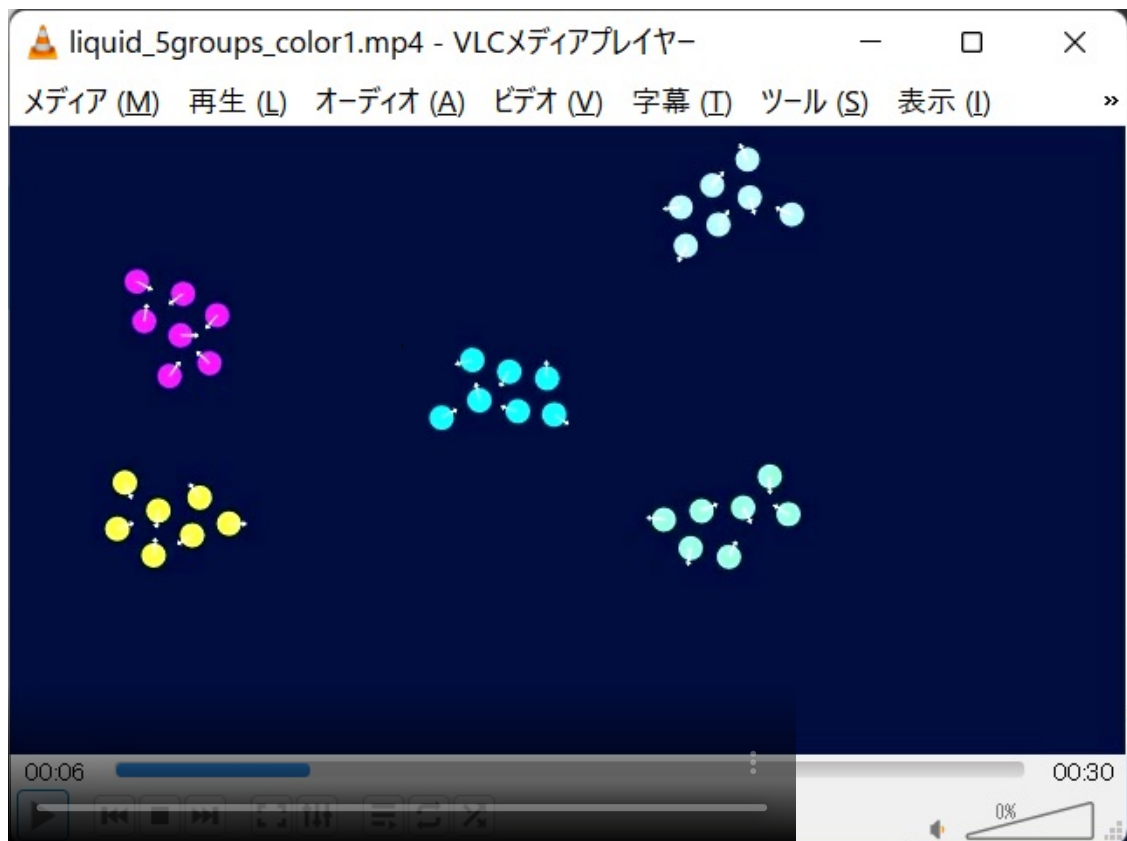 liquid_5groups_color1.mp4 - VLCメディアプレイヤー
メディア (M) 再生 (L) オーディオ (A) ビデオ (V) 字幕 (T) ツール (S) 表示 (I) »
00:06 00:30
0%